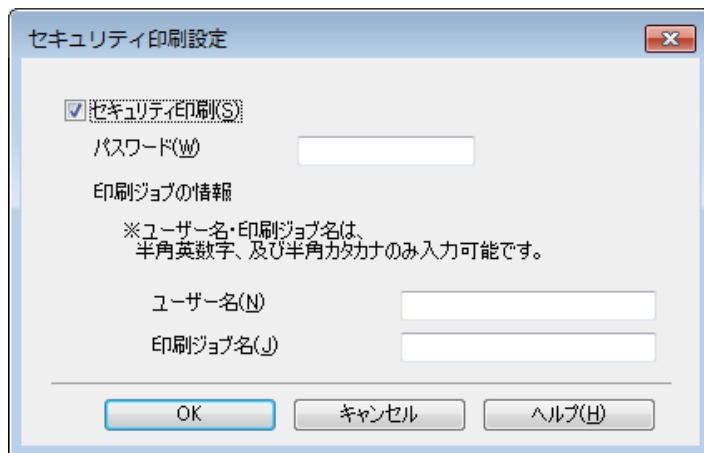 セキュリティ印刷設定
セキュリティ印刷(S)
パスワード(W)
印刷ジョブの情報
※ユーザー名・印刷ジョブ名は、
半角英数字、及び半角カタカナのみ入力可能です。
ユーザー名(N)
印刷ジョブ名(J)
OK キャンセル ヘルプ(H)